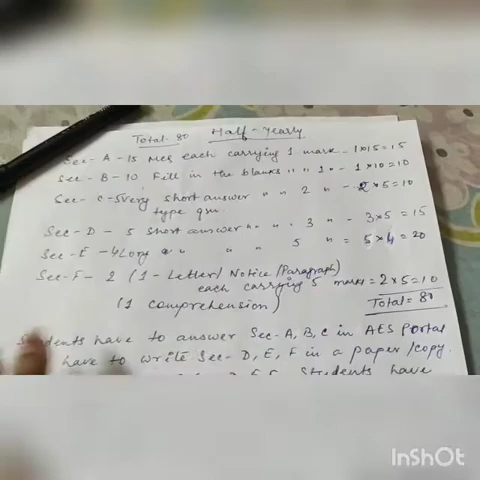 Total- 80 Half-Yearly
Sec- A - 15 MCQ each carrying 1 mark - 1×15=15
Sec- B - 10 Fill in the blanks " " 1 " - 1×10=10
Sec- C - 5 Very short answer " " 2 " - 2×5=10
type qn.
Sec- D - 5 Short answer " " 3 " - 3×5=15
Sec- E - 4 Long " " " 5 " = 5×4=20
Sec- F - 2 (1- Letter/ Notice/Paragraph)
each carrying 5 marks = 2×5=10
(1 comprehension)
Total= 80
Students have to answer Sec-A, B, C in AES Portal
have to write Sec- D, E, F in a paper/copy.
Students have
InShOt